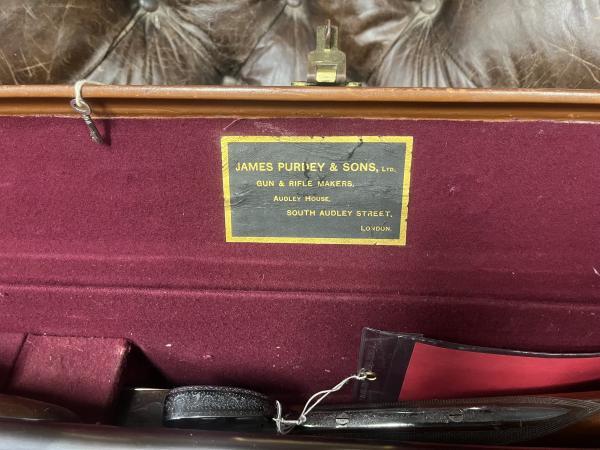 JAMES PURDEY & SONS, LTD.
GUN & RIFLE MAKERS,
AUDLEY HOUSE,
SOUTH AUDLEY STREET,
LONDON.